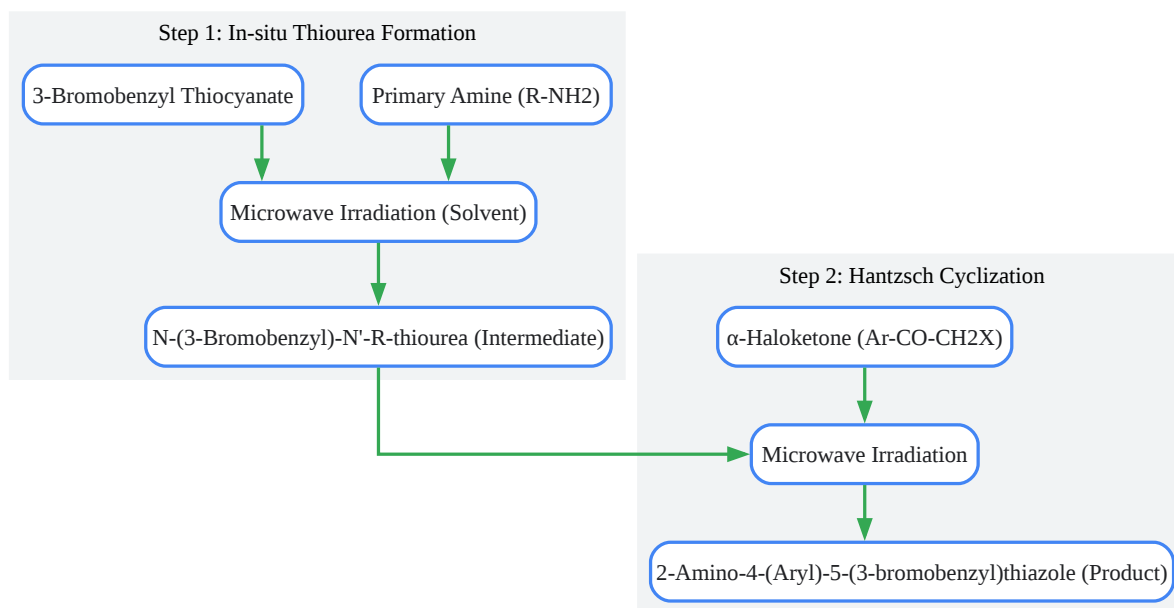 Step 1: In-situ Thiourea Formation
3-Bromobenzyl Thiocyanate
Primary Amine (R-NH2)
Microwave Irradiation (Solvent)
N-(3-Bromobenzyl)-N'-R-thiourea (Intermediate)
Step 2: Hantzsch Cyclization
α-Haloketone (Ar-CO-CH2X)
Microwave Irradiation
2-Amino-4-(Aryl)-5-(3-bromobenzyl)thiazole (Product)